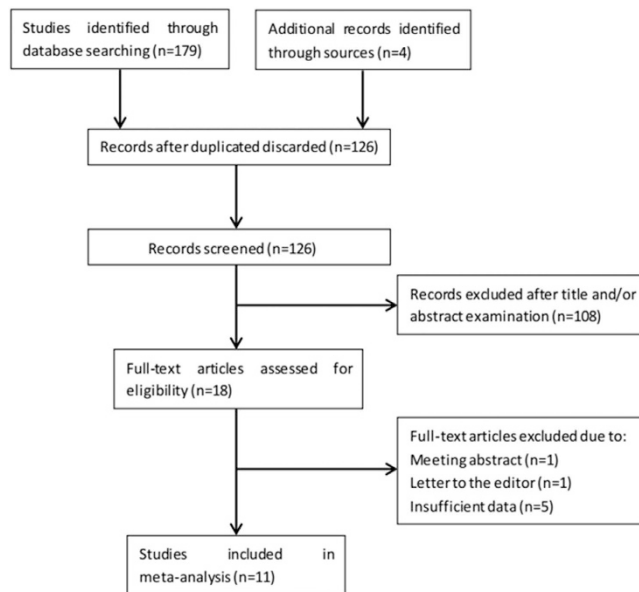 Studies identified through
database searching (n=179)
Additional records identified
through sources (n=4)
Records after duplicated discarded (n=126)
Records screened (n=126)
Records excluded after title and/or
abstract examination (n=108)
Full-text articles assessed for
eligibility (n=18)
Full-text articles excluded due to:
Meeting abstract (n=1)
Letter to the editor (n=1)
Insufficient data (n=5)
Studies included in
meta-analysis (n=11)